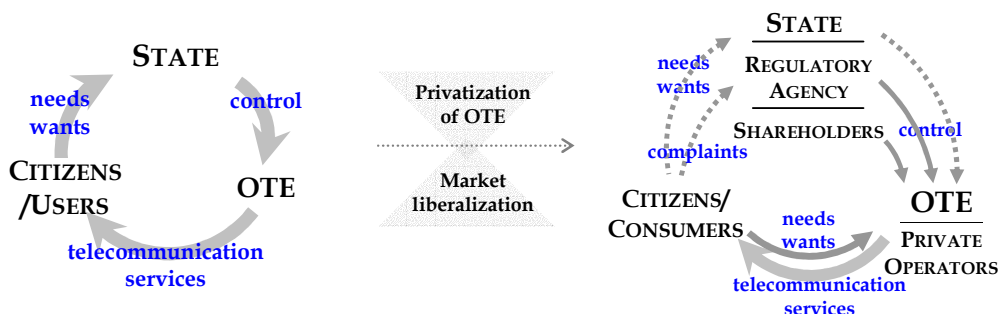 STATE
needs
wants
control
CITIZENS
/USERS
OTE
telecommunication
services
Privatization
of OTE
Market
liberalization
STATE
needs
wants
REGULATORY
AGENCY
SHAREHOLDERS
control
complaints
CITIZENS/
CONSUMERS
OTE
needs
wants
PRIVATE
OPERATORS
telecommunication
services